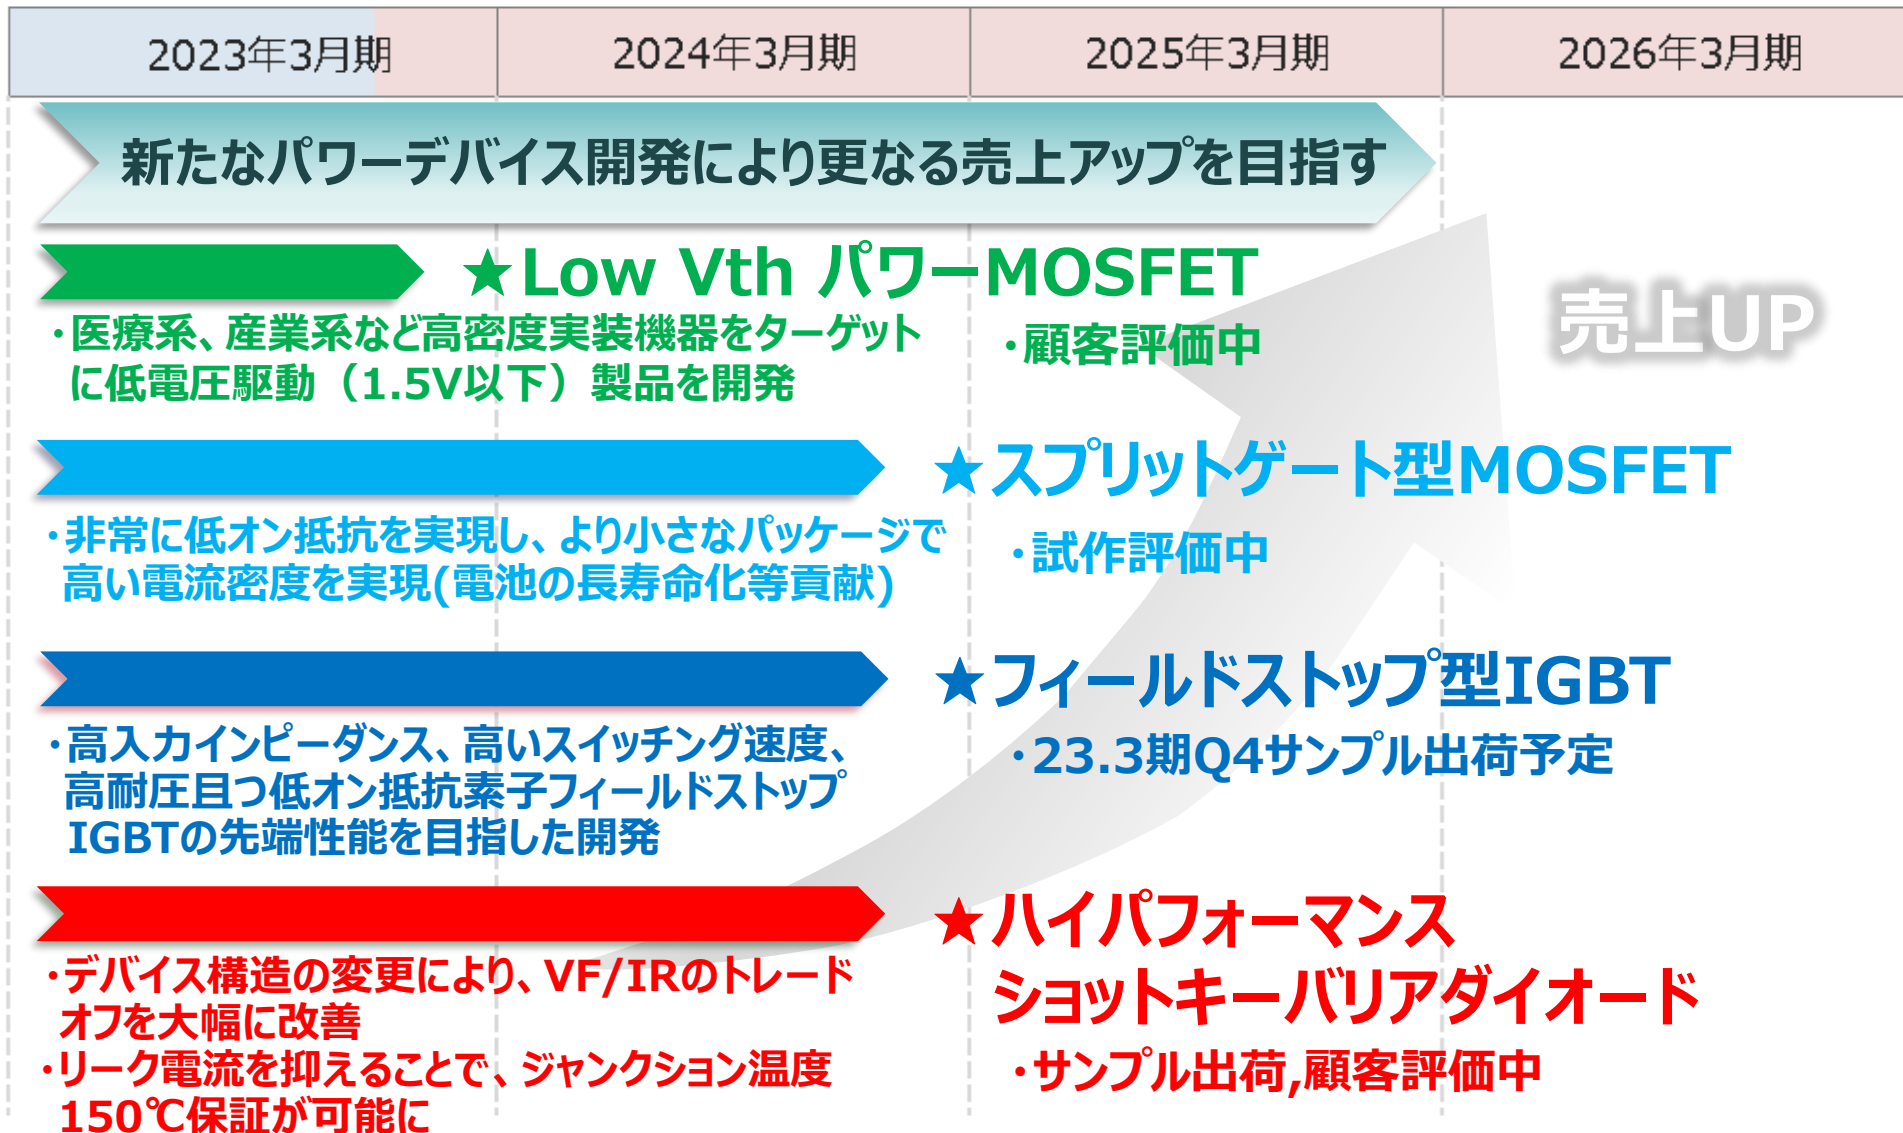 2023年3月期
2024年3月期
2025年3月期
2026年3月期
新たなパワーデバイス開発により更なる売上アップを目指す
★Low Vth パワーMOSFET
・医療系、産業系など高密度実装機器をターゲット
に低電圧駆動（1.5V以下）製品を開発
・顧客評価中
売上UP
★スプリットゲート型MOSFET
・非常に低オン抵抗を実現し、より小さなパッケージで
高い電流密度を実現(電池の長寿命化等貢献)
・試作評価中
★フィールドストップ型IGBT
・高入力インピーダンス、高いスイッチング速度、
高耐圧且つ低オン抵抗素子フィールドストップ
IGBTの先端性能を目指した開発
・23.3期Q4サンプル出荷予定
★ハイパフォーマンス
ショットキーバリアダイオード
・デバイス構造の変更により、VF/IRのトレード
オフを大幅に改善
・リーク電流を抑えることで、ジャンクション温度
150℃保証が可能に
・サンプル出荷,顧客評価中